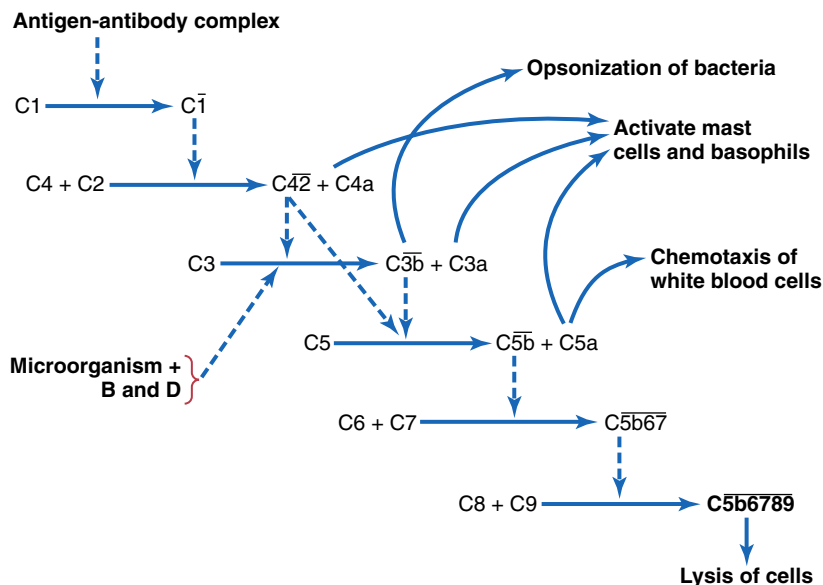 Antigen-antibody complex
Opsonization of bacteria
C1
C1̅
Activate mast
cells and basophils
C4 + C2
C4̅2̅ + C4a
C3
C3̅b̅ + C3a
Chemotaxis of
white blood cells
C5
C5̅b̅ + C5a
Microorganism +
B and D
C6 + C7
C5̅b̅6̅7̅
C8 + C9
C5̅b̅6̅7̅8̅9̅
Lysis of cells